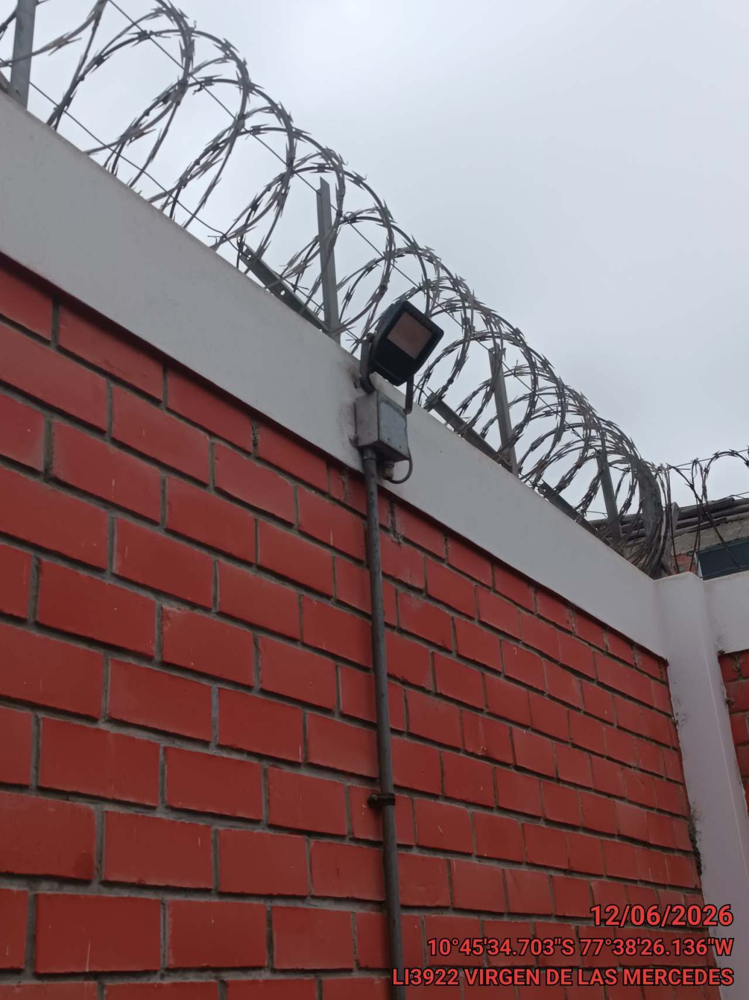 12/06/2026
10°45'34.703"S 77°38'26.136"W
LI3922 VIRGEN DE LAS MERCEDES